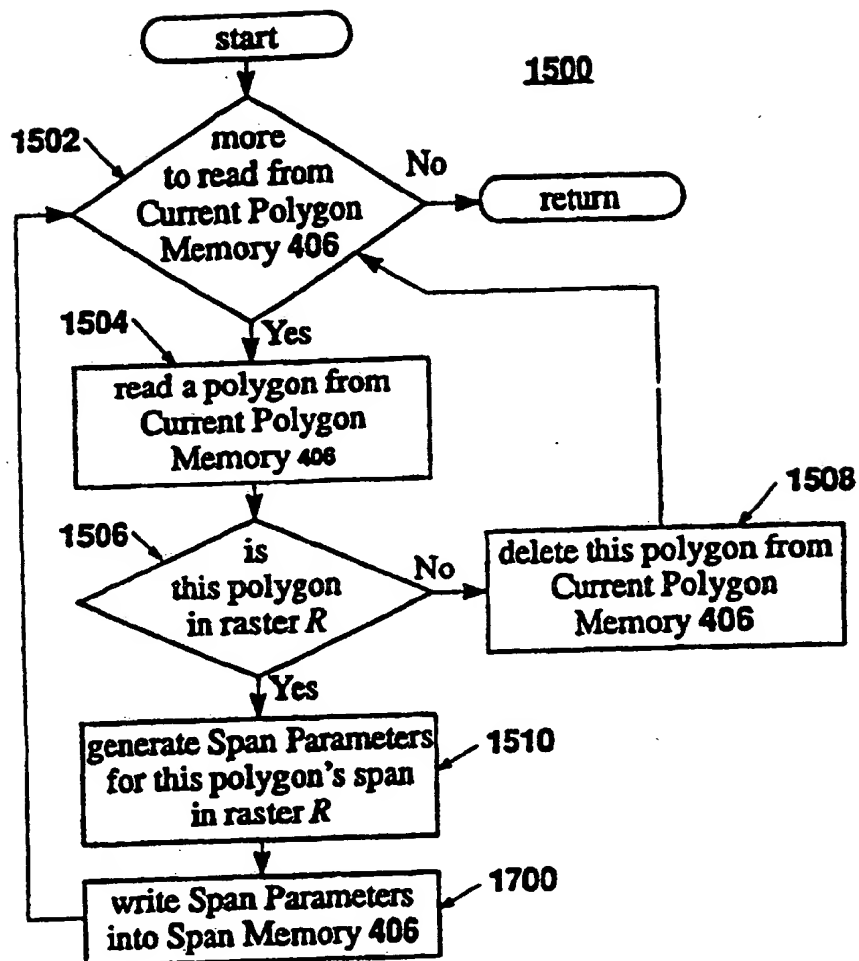 start
1500
1502
more
to read from
Current Polygon
Memory 406
No
return
Yes
1504
read a polygon from
Current Polygon
Memory 406
1506
is
this polygon
in raster R
No
1508
delete this polygon from
Current Polygon
Memory 406
Yes
generate Span Parameters
for this polygon's span
in raster R
1510
write Span Parameters
into Span Memory 406
1700